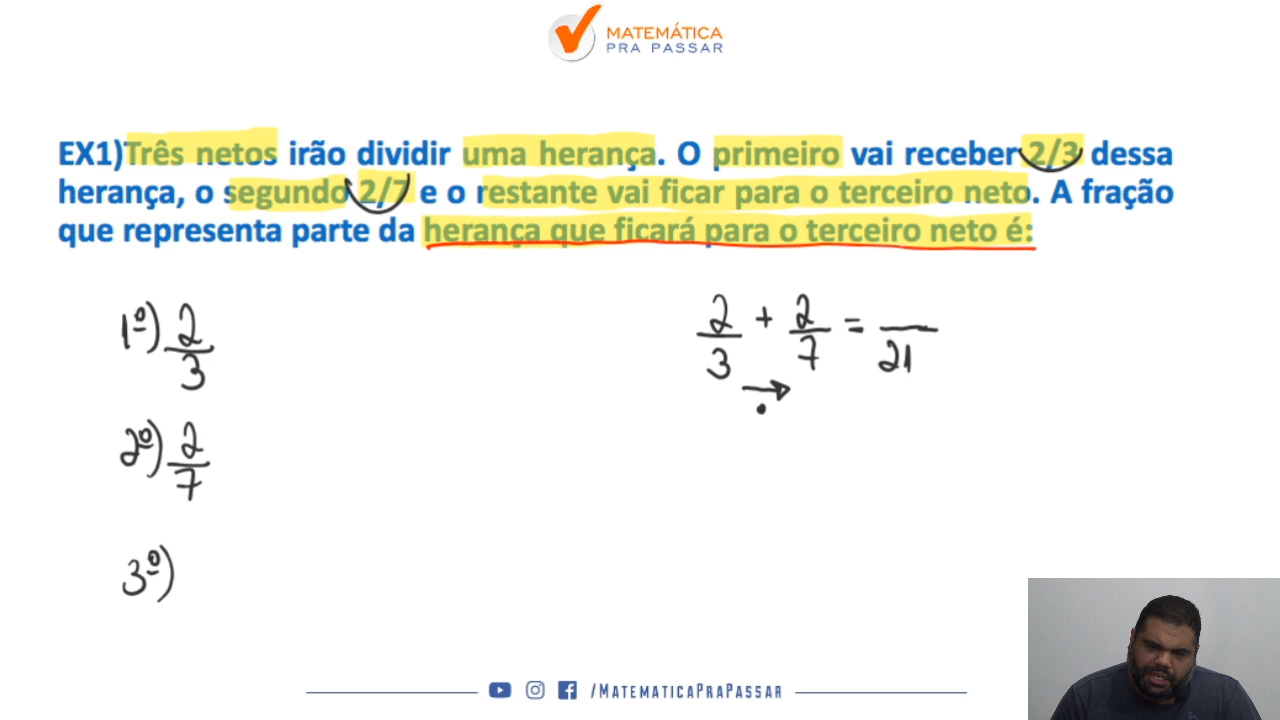 MATEMÁTICA
PRA PASSAR
EX1)Três netos irão dividir uma herança. O primeiro vai receber 2/3 dessa
herança, o segundo 2/7 e o restante vai ficar para o terceiro neto. A fração
que representa parte da herança que ficará para o terceiro neto é:
1º) 2/3
2/3 + 2/7 = /21
2º) 2/7
3º)
/MATEMATICAPRAPASSAR